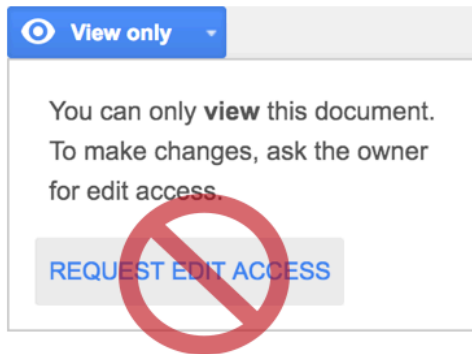 View only
You can only view this document.
To make changes, ask the owner
for edit access.
REQUEST EDIT ACCESS